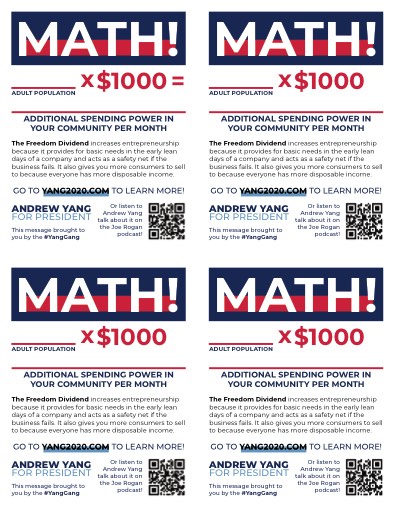 MATH!
x $1000 =
ADULT POPULATION
ADDITIONAL SPENDING POWER IN
YOUR COMMUNITY PER MONTH
The Freedom Dividend increases entrepreneurship
because it provides for basic needs in the early lean
days of a company and acts as a safety net if the
business fails. It also gives you more consumers to sell
to because everyone has more disposable income.
GO TO YANG2020.COM TO LEARN MORE!
ANDREW YANG
FOR PRESIDENT
This message brought to
you by the #YangGang
Or listen to
Andrew Yang
talk about it on
the Joe Rogan
podcast!
MATH!
x $1000
ADULT POPULATION
ADDITIONAL SPENDING POWER IN
YOUR COMMUNITY PER MONTH
The Freedom Dividend increases entrepreneurship
because it provides for basic needs in the early lean
days of a company and acts as a safety net if the
business fails. It also gives you more consumers to sell
to because everyone has more disposable income.
GO TO YANG2020.COM TO LEARN MORE!
ANDREW YANG
FOR PRESIDENT
This message brought to
you by the #YangGang
Or listen to
Andrew Yang
talk about it on
the Joe Rogan
podcast!
MATH!
x $1000
ADULT POPULATION
ADDITIONAL SPENDING POWER IN
YOUR COMMUNITY PER MONTH
The Freedom Dividend increases entrepreneurship
because it provides for basic needs in the early lean
days of a company and acts as a safety net if the
business fails. It also gives you more consumers to sell
to because everyone has more disposable income.
GO TO YANG2020.COM TO LEARN MORE!
ANDREW YANG
FOR PRESIDENT
This message brought to
you by the #YangGang
Or listen to
Andrew Yang
talk about it on
the Joe Rogan
podcast!
MATH!
x $1000
ADULT POPULATION
ADDITIONAL SPENDING POWER IN
YOUR COMMUNITY PER MONTH
The Freedom Dividend increases entrepreneurship
because it provides for basic needs in the early lean
days of a company and acts as a safety net if the
business fails. It also gives you more consumers to sell
to because everyone has more disposable income.
GO TO YANG2020.COM TO LEARN MORE!
ANDREW YANG
FOR PRESIDENT
This message brought to
you by the #YangGang
Or listen to
Andrew Yang
talk about it on
the Joe Rogan
podcast!